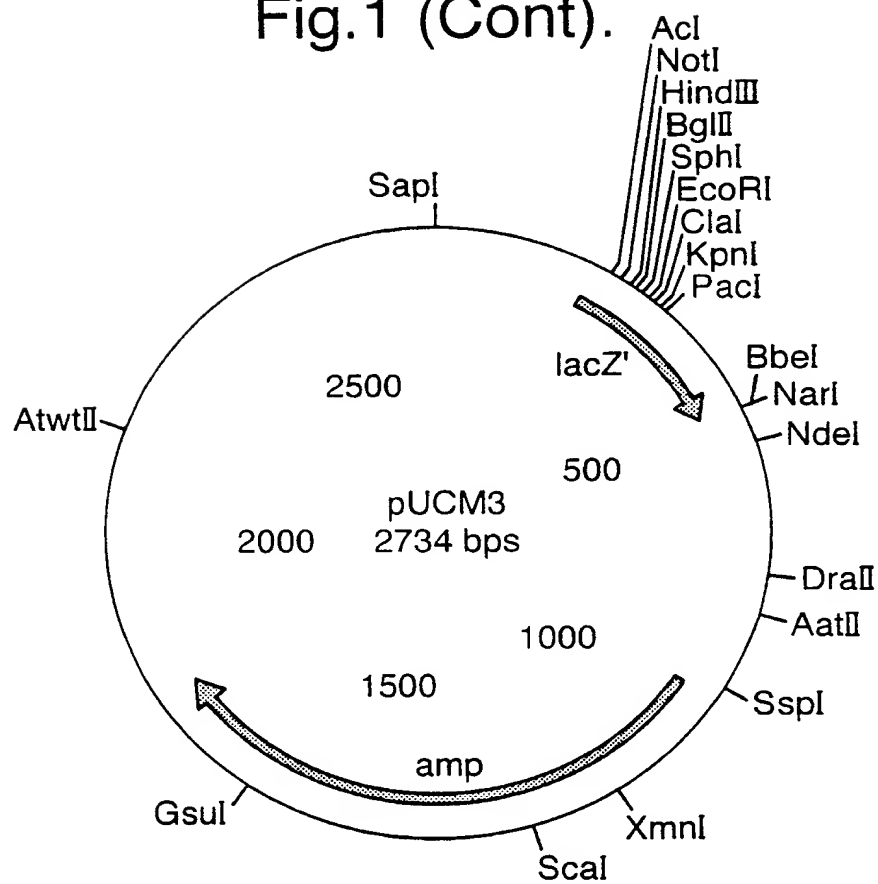 Fig.1 (Cont).
AcI
NotI
HindIII
BglII
SphI
EcoRI
ClaI
KpnI
PacI
SapI
lacZ'
BbeI
NarI
NdeI
2500
AtwtII
500
pUCM3
2000
2734 bps
DraII
AatII
1000
1500
SspI
amp
GsuI
XmnI
ScaI